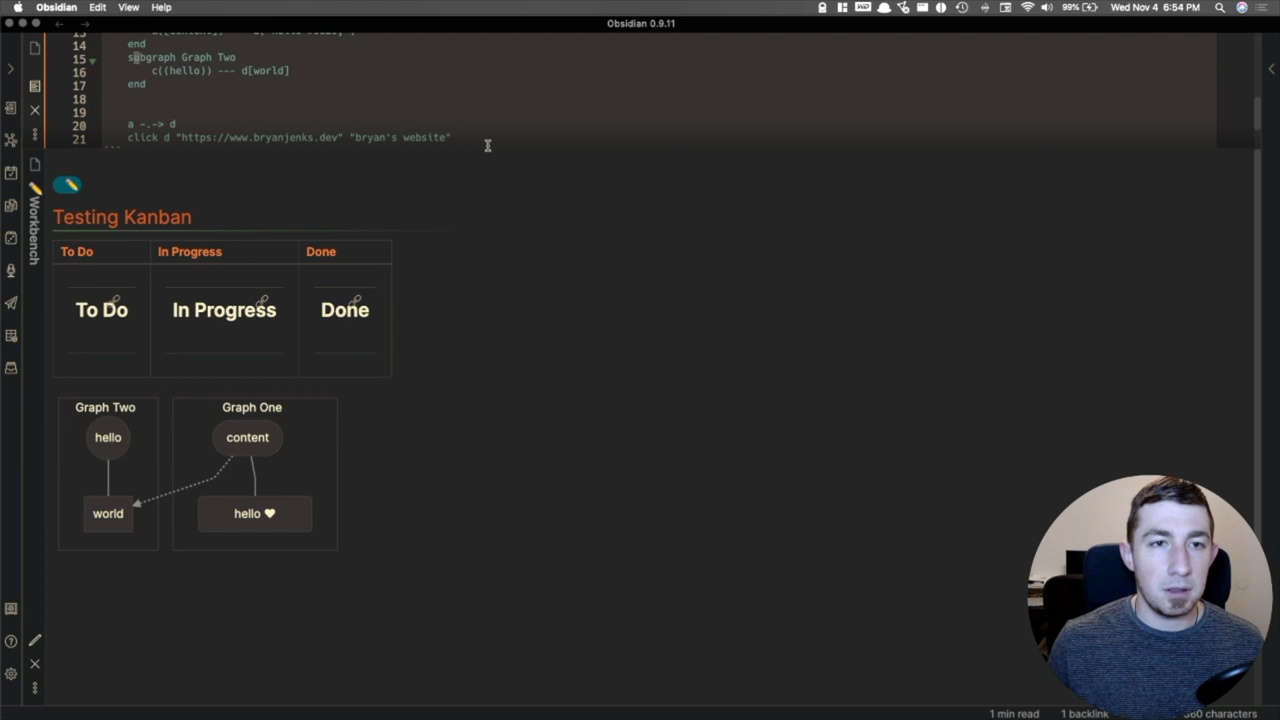 Obsidian Edit View Help
99% Wed Nov 4 6:54 PM
Obsidian 0.9.11
14 end
15 subgraph Graph Two
16 c((hello)) --- d[world]
17 end
18
19
20 a -.-> d
21 click d "https://www.bryanjenks.dev" "bryan's website"
```
✏️ Workbench
✏️
Testing Kanban
To Do In Progress Done
To Do In Progress Done
Graph Two Graph One
hello content
world hello ♥
1 min read 1 backlink characters